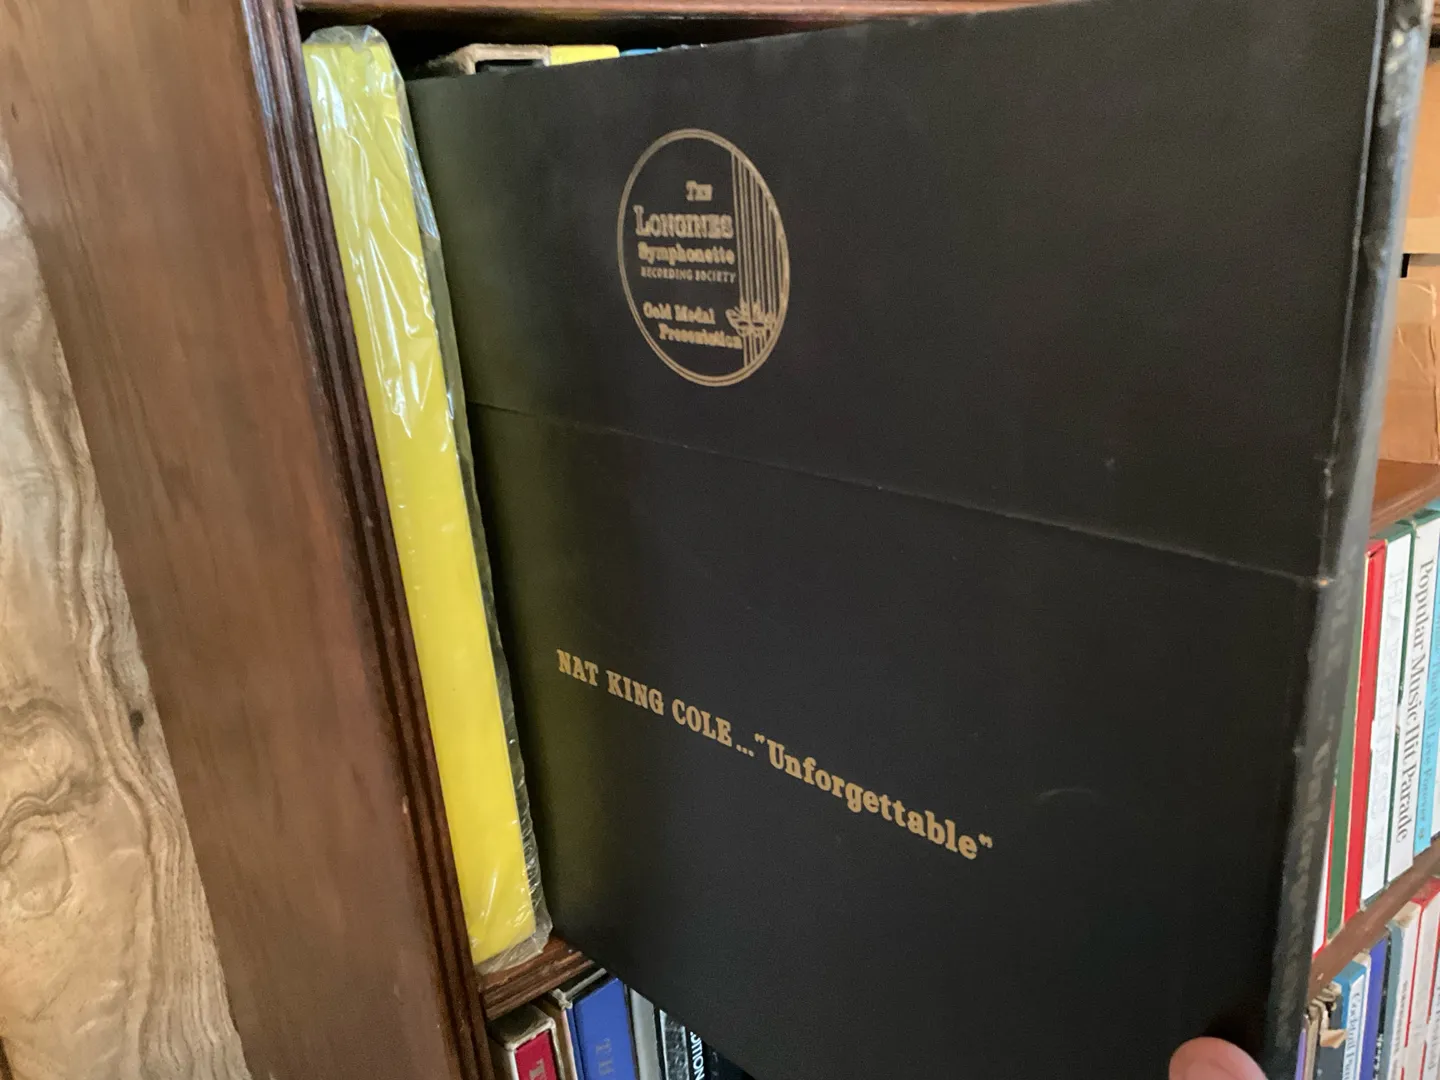 The
LONGINES
Symphonette
RECORDING SOCIETY
Gold Medal
Presentation
NAT KING COLE... "Unforgettable"
Popular Music Hit Parade